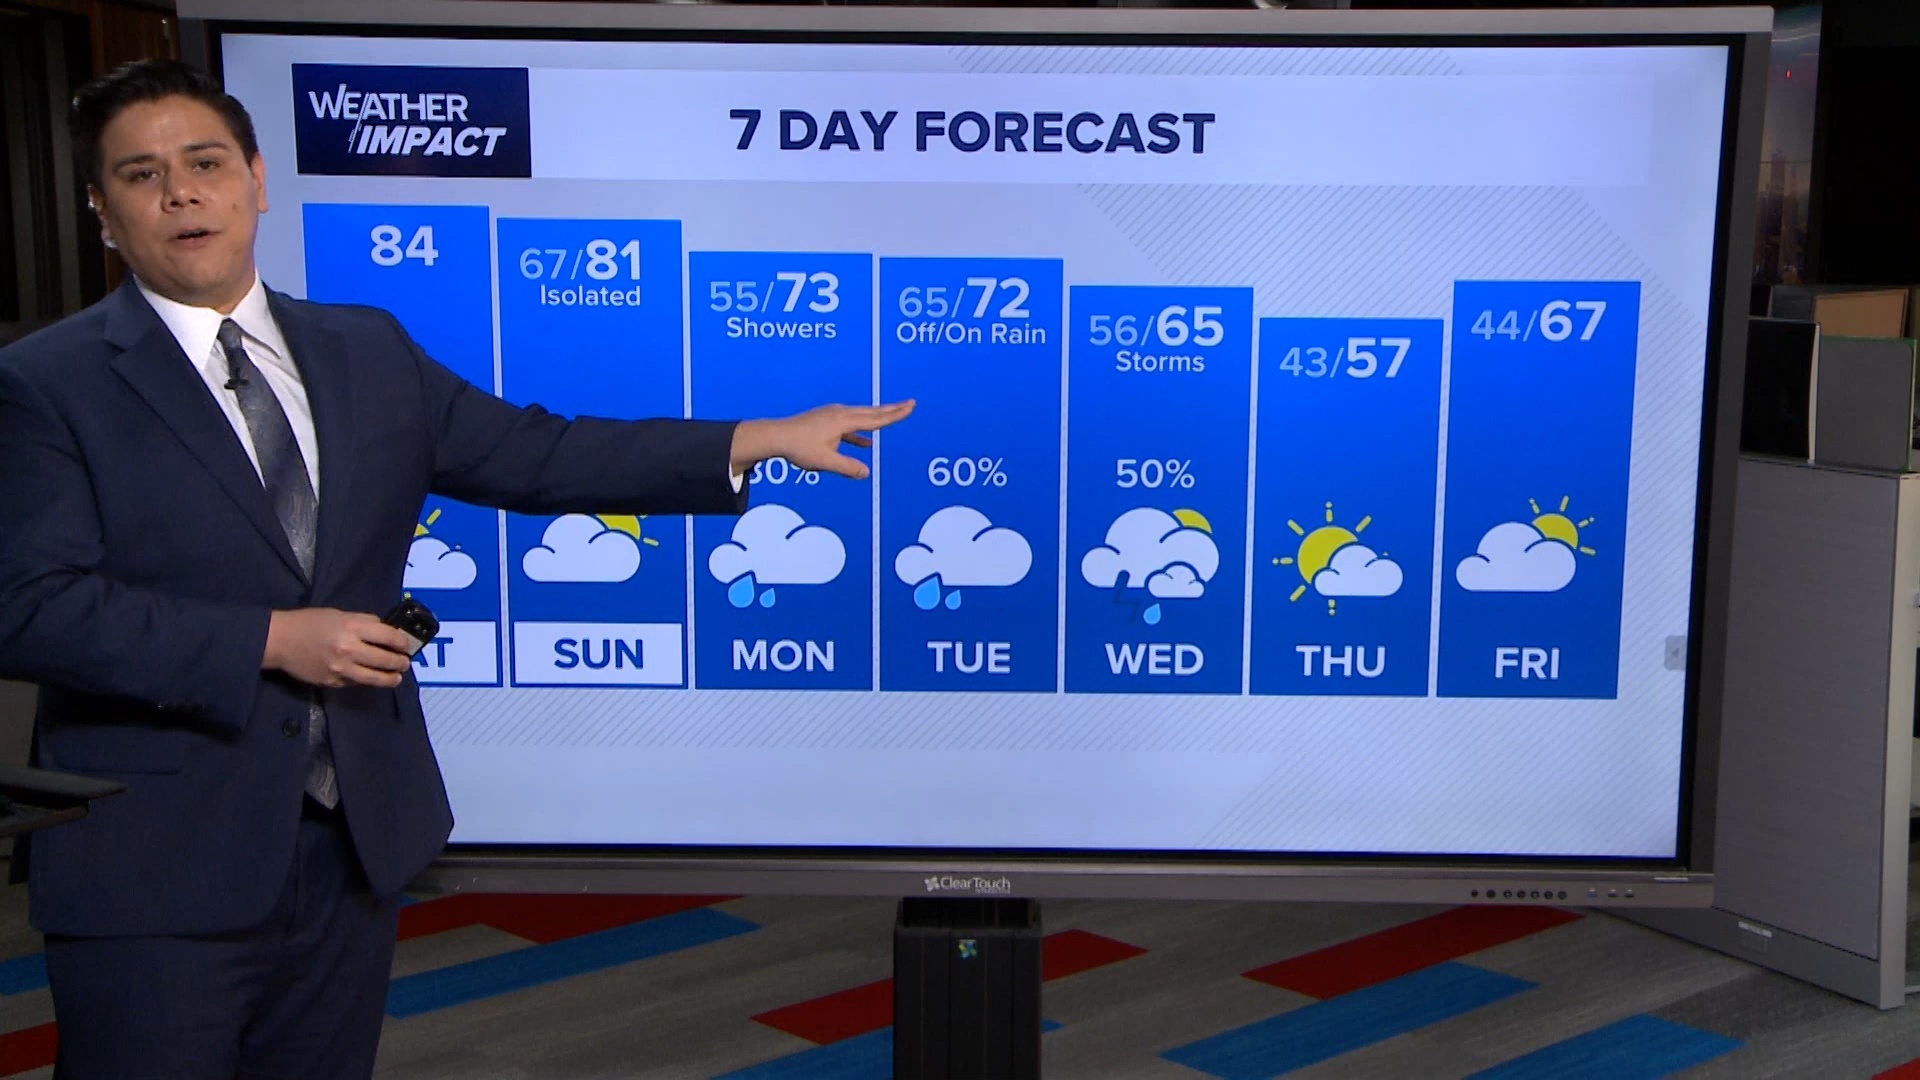 WEATHER
IMPACT
7 DAY FORECAST
84
67/81
Isolated
55/73
Showers
65/72
Off/On Rain
56/65
Storms
43/57
44/67
60%
50%
SUN
MON
TUE
WED
THU
FRI
ClearTouch